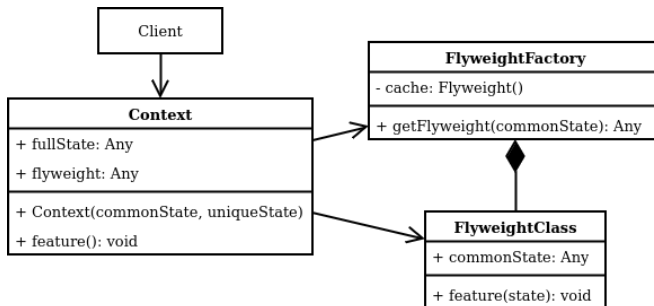 Client
Context
+ fullState: Any
+ flyweight: Any
+ Context(commonState, uniqueState)
+ feature(): void
FlyweightFactory
- cache: Flyweight()
+ getFlyweight(commonState): Any
FlyweightClass
+ commonState: Any
+ feature(state): void